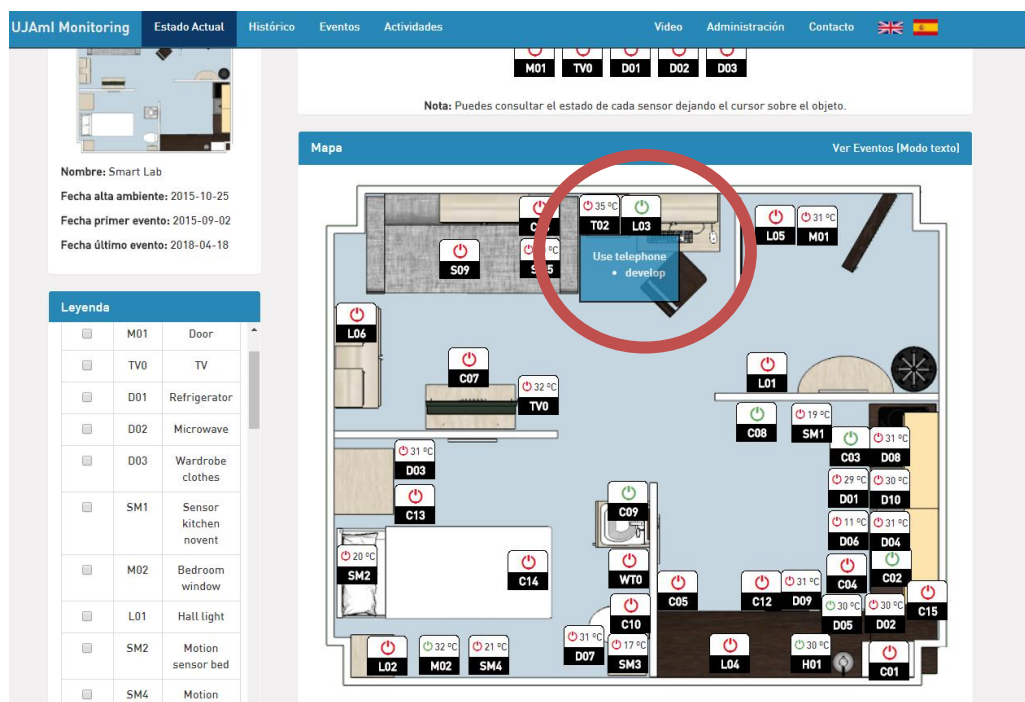 UJAmI Monitoring Estado Actual Histórico Eventos Actividades Video Administración Contacto
M01 TV0 D01 D02 D03
Nota: Puedes consultar el estado de cada sensor dejando el cursor sobre el objeto.
Nombre: Smart Lab
Fecha alta ambiente: 2015-10-25
Fecha primer evento: 2015-09-02
Fecha último evento: 2018-04-18
Leyenda
M01 Door
TV0 TV
D01 Refrigerator
D02 Microwave
D03 Wardrobe
clothes
SM1 Sensor
kitchen
novent
M02 Bedroom
window
L01 Hall light
SM2 Motion
sensor bed
SM4 Motion
Mapa Ver Eventos (Modo texto)
35 ºC
T02 L03
31 ºC
L05 M01
Use telephone
• develop
S09
L06
C07
32 ºC
TV0
L01
19 ºC
C08 SM1
31 ºC
C03 D08
31 ºC
D03
29 ºC 30 ºC
D01 D10
C13
C09
11 ºC 31 ºC
D06 D04
20 ºC
SM2
C14
WT0
C05
C12
31 ºC
D09
C04
C02
30 ºC 30 ºC
D05 D02
C15
C10
31 ºC
D07
17 ºC
SM3
L02
32 ºC
M02
21 ºC
SM4
L04
30 ºC
H01
C01